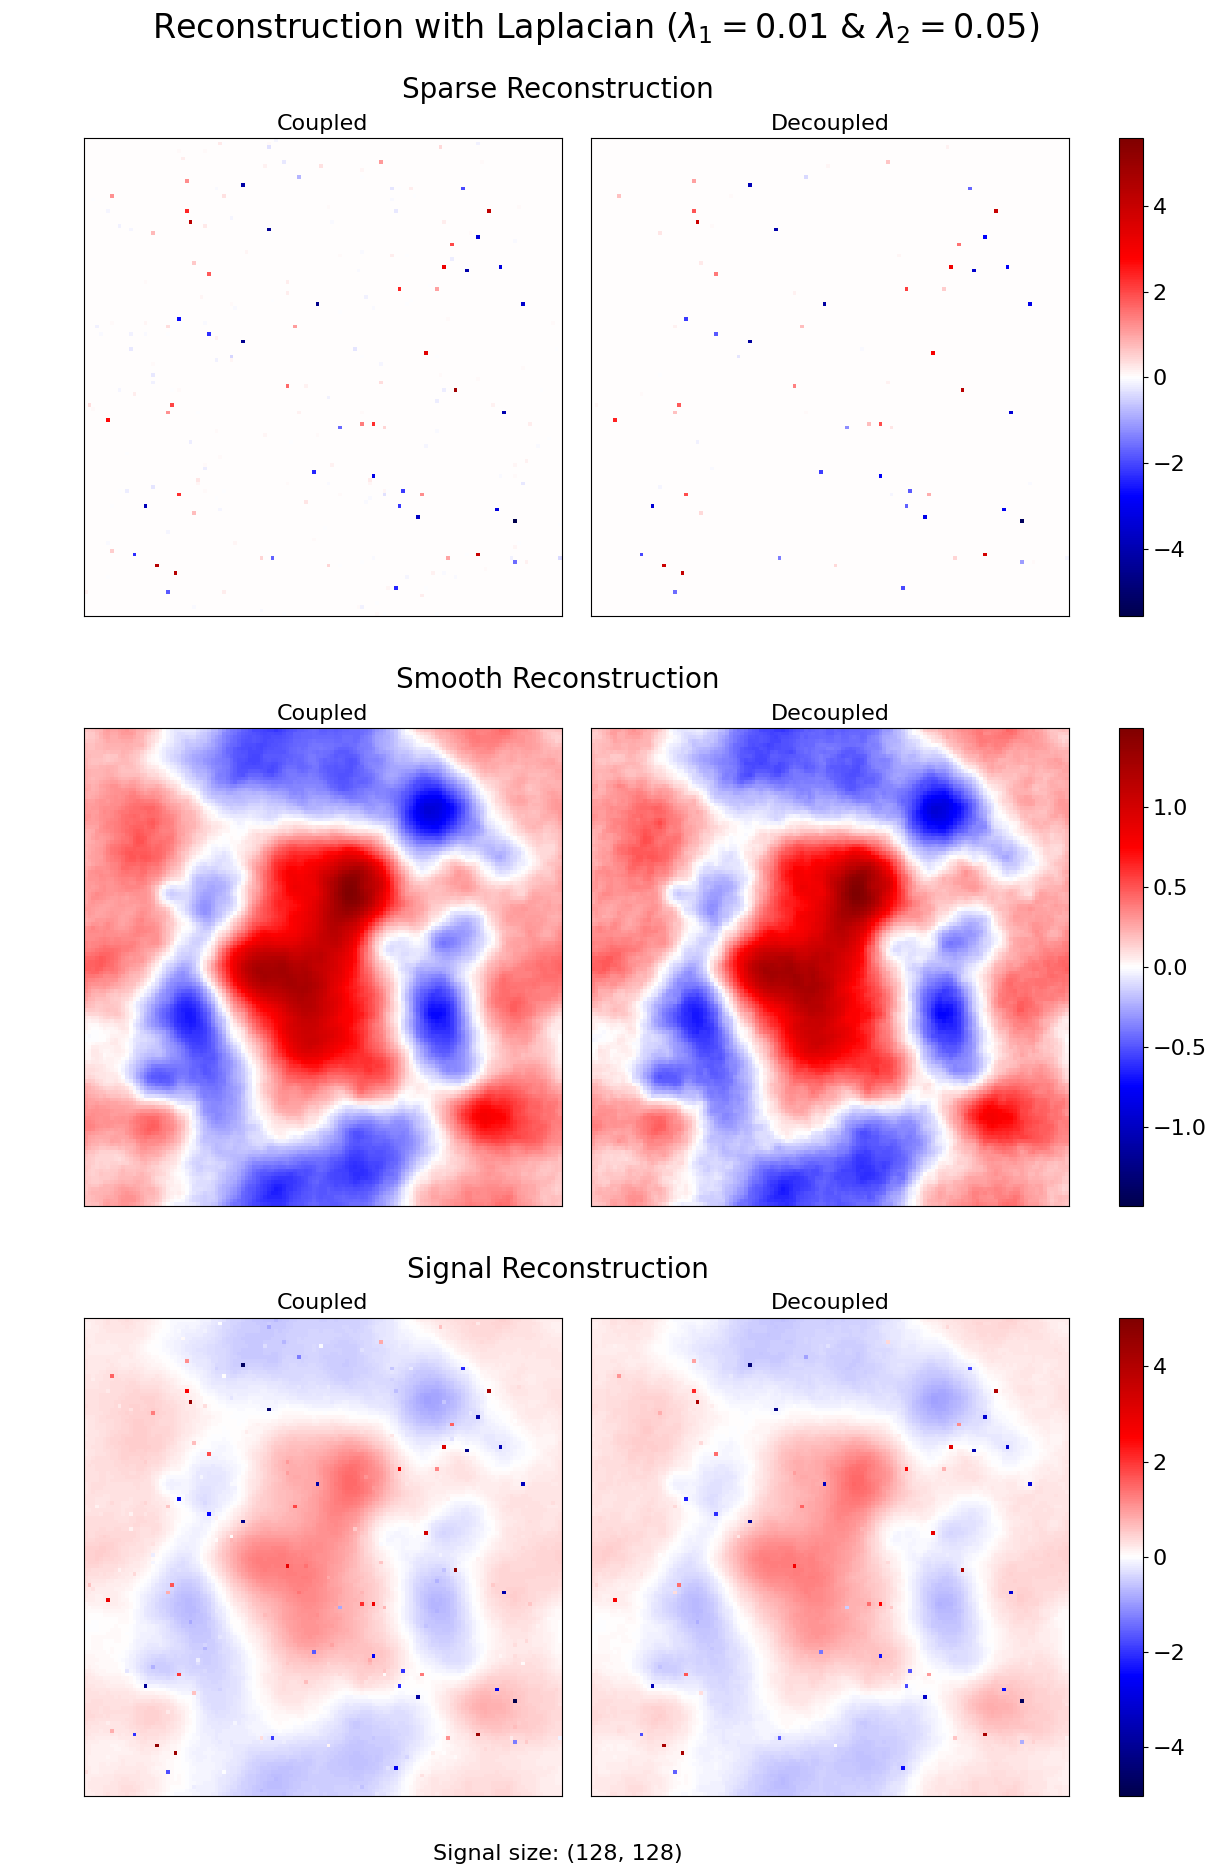 Reconstruction with Laplacian (λ₁ = 0.01 & λ₂ = 0.05)
Sparse Reconstruction
Coupled Decoupled
4
2
0
−2
−4
Smooth Reconstruction
Coupled Decoupled
1.0
0.5
0.0
−0.5
−1.0
Signal Reconstruction
Coupled Decoupled
4
2
0
−2
−4
Signal size: (128, 128)